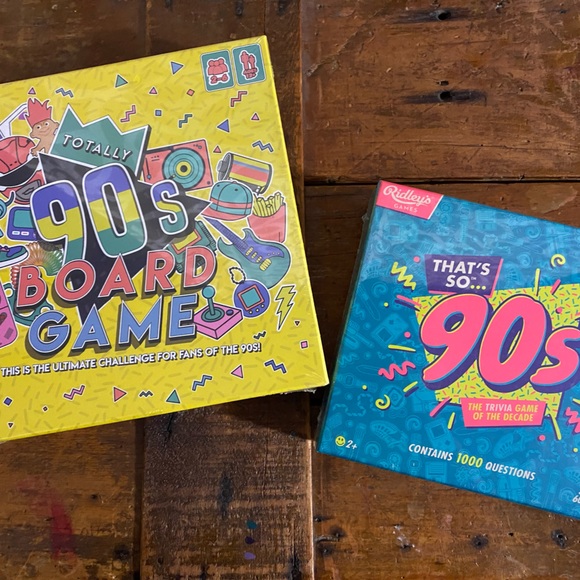 TOTALLY
90s
BOARD
GAME
THIS IS THE ULTIMATE CHALLENGE FOR FANS OF THE 90S!
Ridley's
GAMES
THAT'S
SO...
90s
THE TRIVIA GAME
OF THE DECADE
2+
CONTAINS 1000 QUESTIONS